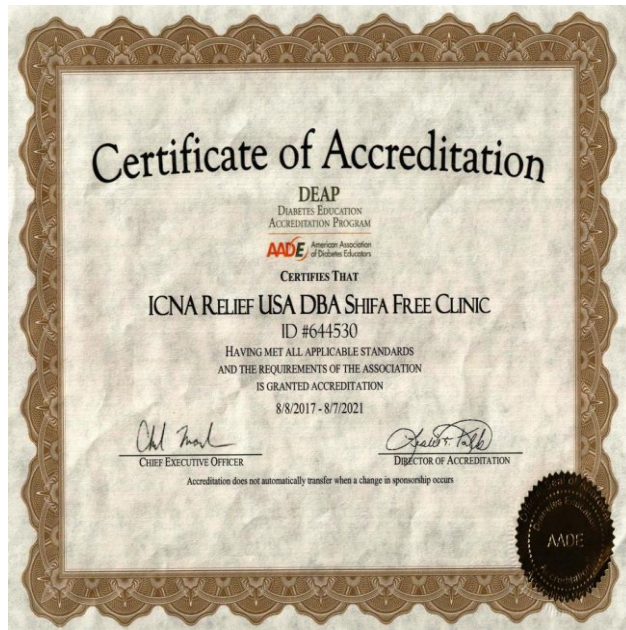 Certificate of Accreditation
DEAP
DIABETES EDUCATION
ACCREDITATION PROGRAM
AADE American Association
of Diabetes Educators
CERTIFIES THAT
ICNA RELIEF USA DBA SHIFA FREE CLINIC
ID #644530
HAVING MET ALL APPLICABLE STANDARDS
AND THE REQUIREMENTS OF THE ASSOCIATION
IS GRANTED ACCREDITATION
8/8/2017 - 8/7/2021
CHIEF EXECUTIVE OFFICER
DIRECTOR OF ACCREDITATION
Accreditation does not automatically transfer when a change in sponsorship occurs
AADE